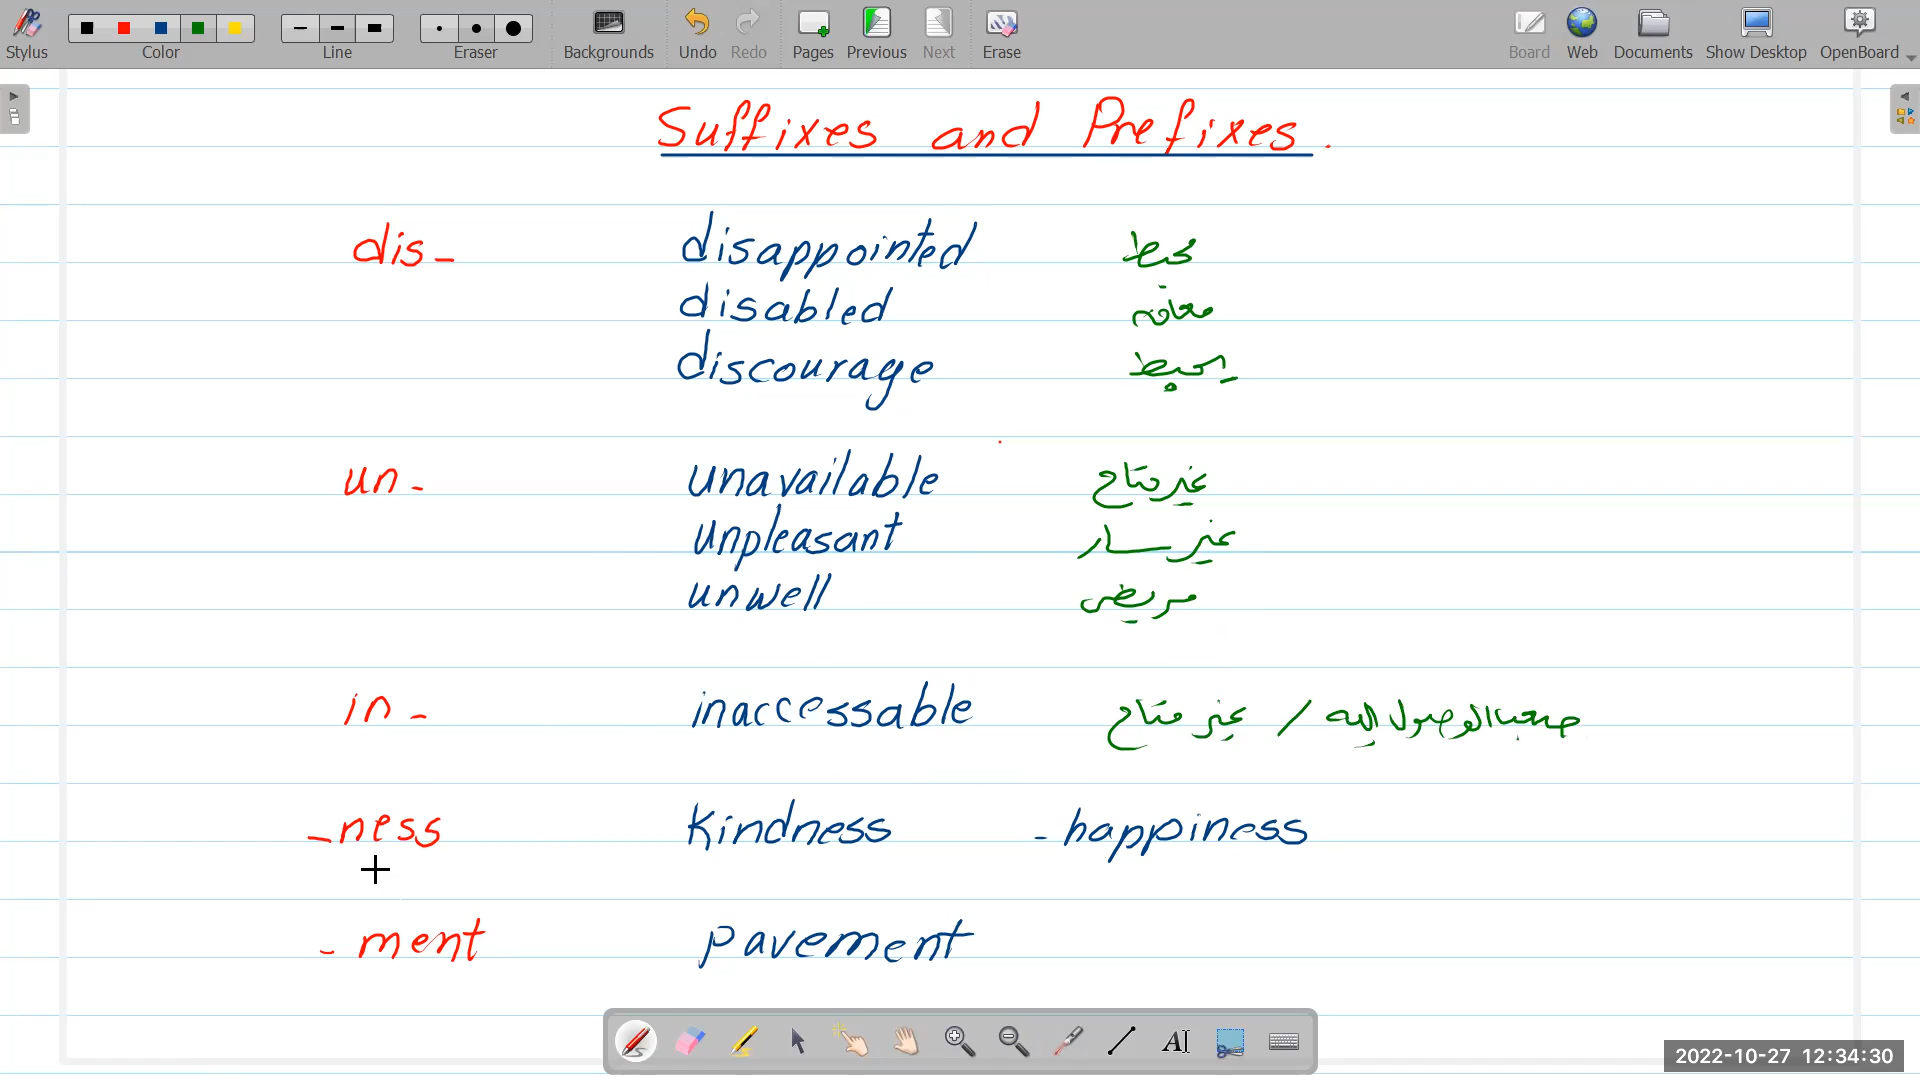 Stylus Color Line Eraser Backgrounds Undo Redo Pages Previous Next Erase Board Web Documents Show Desktop OpenBoard
Suffixes and Prefixes.
dis- disappointed محبط
disabled
discourage يحبط
un- unavailable غير متاح
unpleasant غير سار
unwell مريض
in- inaccessable صعب الوصول اليه / غير متاح
-ness kindness - happiness
- ment pavement
AI
2022-10-27 12:34:30